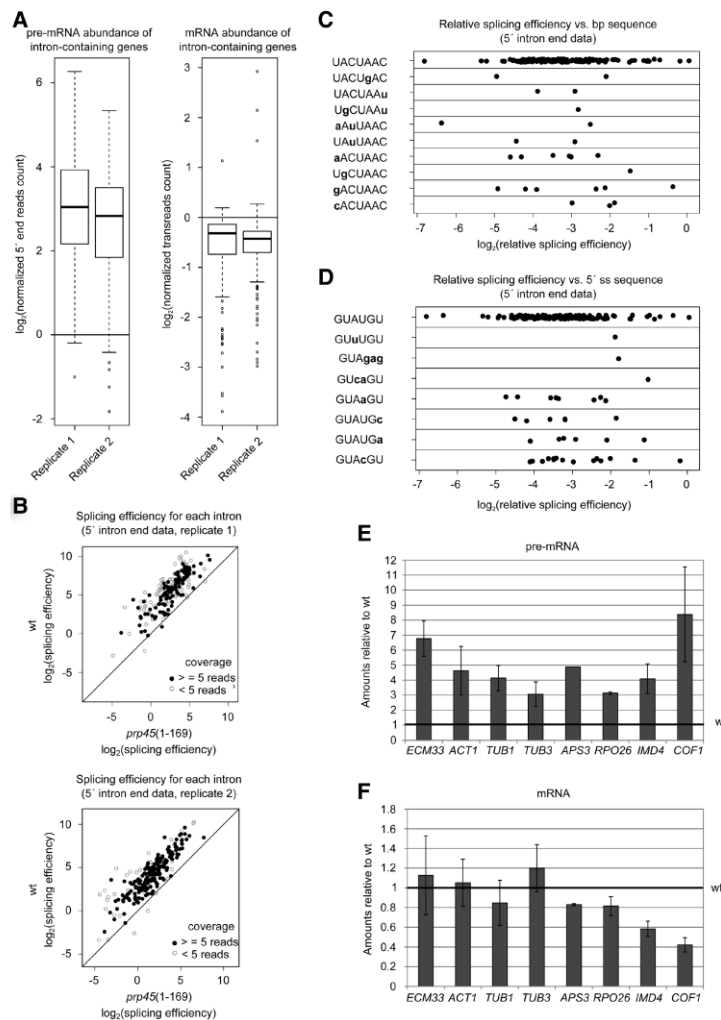 A
pre-mRNA abundance of
intron-containing genes
log₂(normalized 5´ end reads count)
6
4
2
0
-2
Replicate 1
Replicate 2
mRNA abundance of
intron-containing genes
log₂(normalized transreads count)
3
2
1
0
-1
-2
-3
-4
Replicate 1
Replicate 2
B
Splicing efficiency for each intron
(5´ intron end data, replicate 1)
wt
log₂(splicing efficiency)
10
5
0
-5
coverage
> = 5 reads
< 5 reads
-5
0
5
10
prp45(1-169)
log₂(splicing efficiency)
Splicing efficiency for each intron
(5´ intron end data, replicate 2)
wt
log₂(splicing efficiency)
10
5
0
-5
coverage
> = 5 reads
< 5 reads
-5
0
5
10
prp45(1-169)
log₂(splicing efficiency)
C
Relative splicing efficiency vs. bp sequence
(5´ intron end data)
UACUAAC
UACUgAC
UACUAAu
UgCUAAu
aAuUAAC
UAuUAAC
aACUAAC
UgCUAAC
gACUAAC
cACUAAC
-7
-6
-5
-4
-3
-2
-1
0
log₂(relative splicing efficiency)
D
Relative splicing efficiency vs. 5´ ss sequence
(5´ intron end data)
GUAUGU
GUuUGU
GUAgag
GUcaGU
GUAaGU
GUAUGc
GUAUGa
GUAcGU
-7
-6
-5
-4
-3
-2
-1
0
log₂(relative splicing efficiency)
E
pre-mRNA
Amounts relative to wt
12
11
10
9
8
7
6
5
4
3
2
1
0
ECM33 ACT1 TUB1 TUB3 APS3 RPO26 IMD4 COF1
F
mRNA
Amounts relative to wt
1.8
1.6
1.4
1.2
1
0.8
0.6
0.4
0.2
0
ECM33 ACT1 TUB1 TUB3 APS3 RPO26 IMD4 COF1